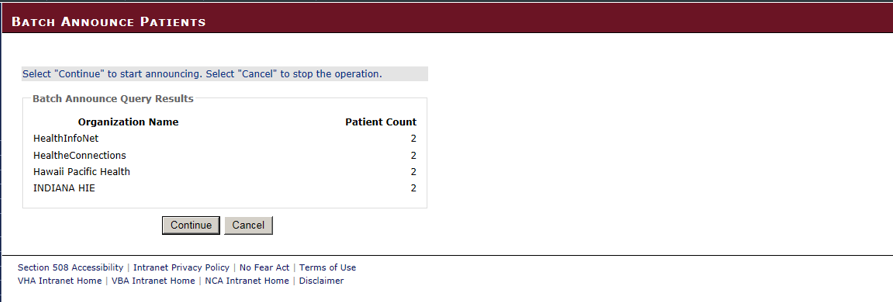 Batch Announce Patients
Select "Continue" to start announcing. Select "Cancel" to stop the operation.
Batch Announce Query Results
Organization Name Patient Count
HealthInfoNet 2
HealtheConnections 2
Hawaii Pacific Health 2
INDIANA HIE 2
Continue Cancel
Section 508 Accessibility | Intranet Privacy Policy | No Fear Act | Terms of Use
VHA Intranet Home | VBA Intranet Home | NCA Intranet Home | Disclaimer